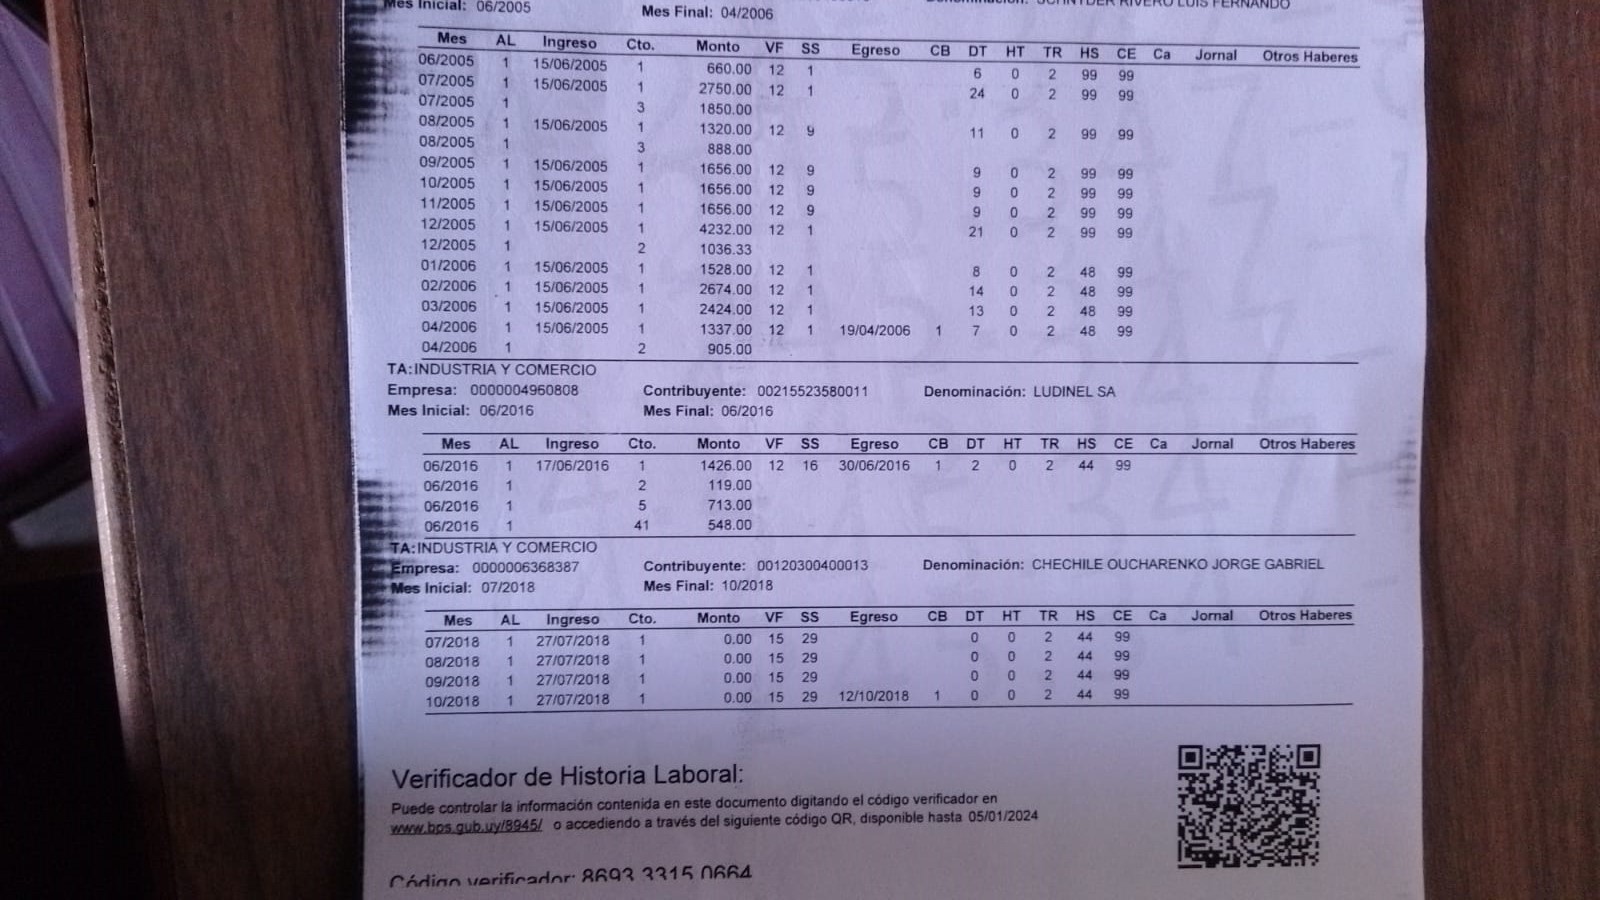 Mes Inicial: 06/2005 Mes Final: 04/2006 Denominación: SCHNYDER RIVERO LUIS FERNANDO
Mes AL Ingreso Cto. Monto VF SS Egreso CB DT HT TR HS CE Ca Jornal Otros Haberes
06/2005 1 15/06/2005 1 660.00 12 1 6 0 2 99 99
07/2005 1 15/06/2005 1 2750.00 12 1 24 0 2 99 99
07/2005 1 3 1850.00
08/2005 1 15/06/2005 1 1320.00 12 9 11 0 2 99 99
08/2005 1 3 888.00
09/2005 1 15/06/2005 1 1656.00 12 9 9 0 2 99 99
10/2005 1 15/06/2005 1 1656.00 12 9 9 0 2 99 99
11/2005 1 15/06/2005 1 1656.00 12 9 9 0 2 99 99
12/2005 1 15/06/2005 1 4232.00 12 1 21 0 2 99 99
12/2005 1 2 1036.33
01/2006 1 15/06/2005 1 1528.00 12 1 8 0 2 48 99
02/2006 1 15/06/2005 1 2674.00 12 1 14 0 2 48 99
03/2006 1 15/06/2005 1 2424.00 12 1 13 0 2 48 99
04/2006 1 15/06/2005 1 1337.00 12 1 19/04/2006 1 7 0 2 48 99
04/2006 1 2 905.00
TA: INDUSTRIA Y COMERCIO
Empresa: 0000004960808 Contribuyente: 00215523580011 Denominación: LUDINEL SA
Mes Inicial: 06/2016 Mes Final: 06/2016
Mes AL Ingreso Cto. Monto VF SS Egreso CB DT HT TR HS CE Ca Jornal Otros Haberes
06/2016 1 17/06/2016 1 1426.00 12 16 30/06/2016 1 2 0 2 44 99
06/2016 1 2 119.00
06/2016 1 5 713.00
06/2016 1 41 548.00
TA: INDUSTRIA Y COMERCIO
Empresa: 0000006368387 Contribuyente: 00120300400013 Denominación: CHECHILE OUCHARENKO JORGE GABRIEL
Mes Inicial: 07/2018 Mes Final: 10/2018
Mes AL Ingreso Cto. Monto VF SS Egreso CB DT HT TR HS CE Ca Jornal Otros Haberes
07/2018 1 27/07/2018 1 0.00 15 29 0 0 2 44 99
08/2018 1 27/07/2018 1 0.00 15 29 0 0 2 44 99
09/2018 1 27/07/2018 1 0.00 15 29 0 0 2 44 99
10/2018 1 27/07/2018 1 0.00 15 29 12/10/2018 1 0 0 2 44 99
Verificador de Historia Laboral:
Puede controlar la información contenida en este documento digitando el código verificador en
www.bps.gub.uy/8945/ o accediendo a través del siguiente código QR, disponible hasta 05/01/2024
Código verificador: 8693 3315 0664